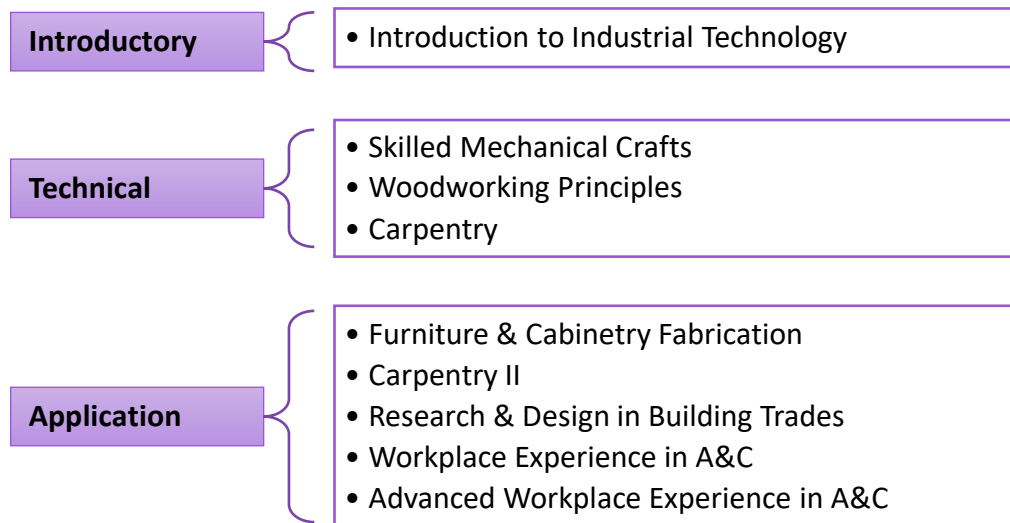 Introductory
• Introduction to Industrial Technology
Technical
• Skilled Mechanical Crafts
• Woodworking Principles
• Carpentry
Application
• Furniture & Cabinetry Fabrication
• Carpentry II
• Research & Design in Building Trades
• Workplace Experience in A&C
• Advanced Workplace Experience in A&C